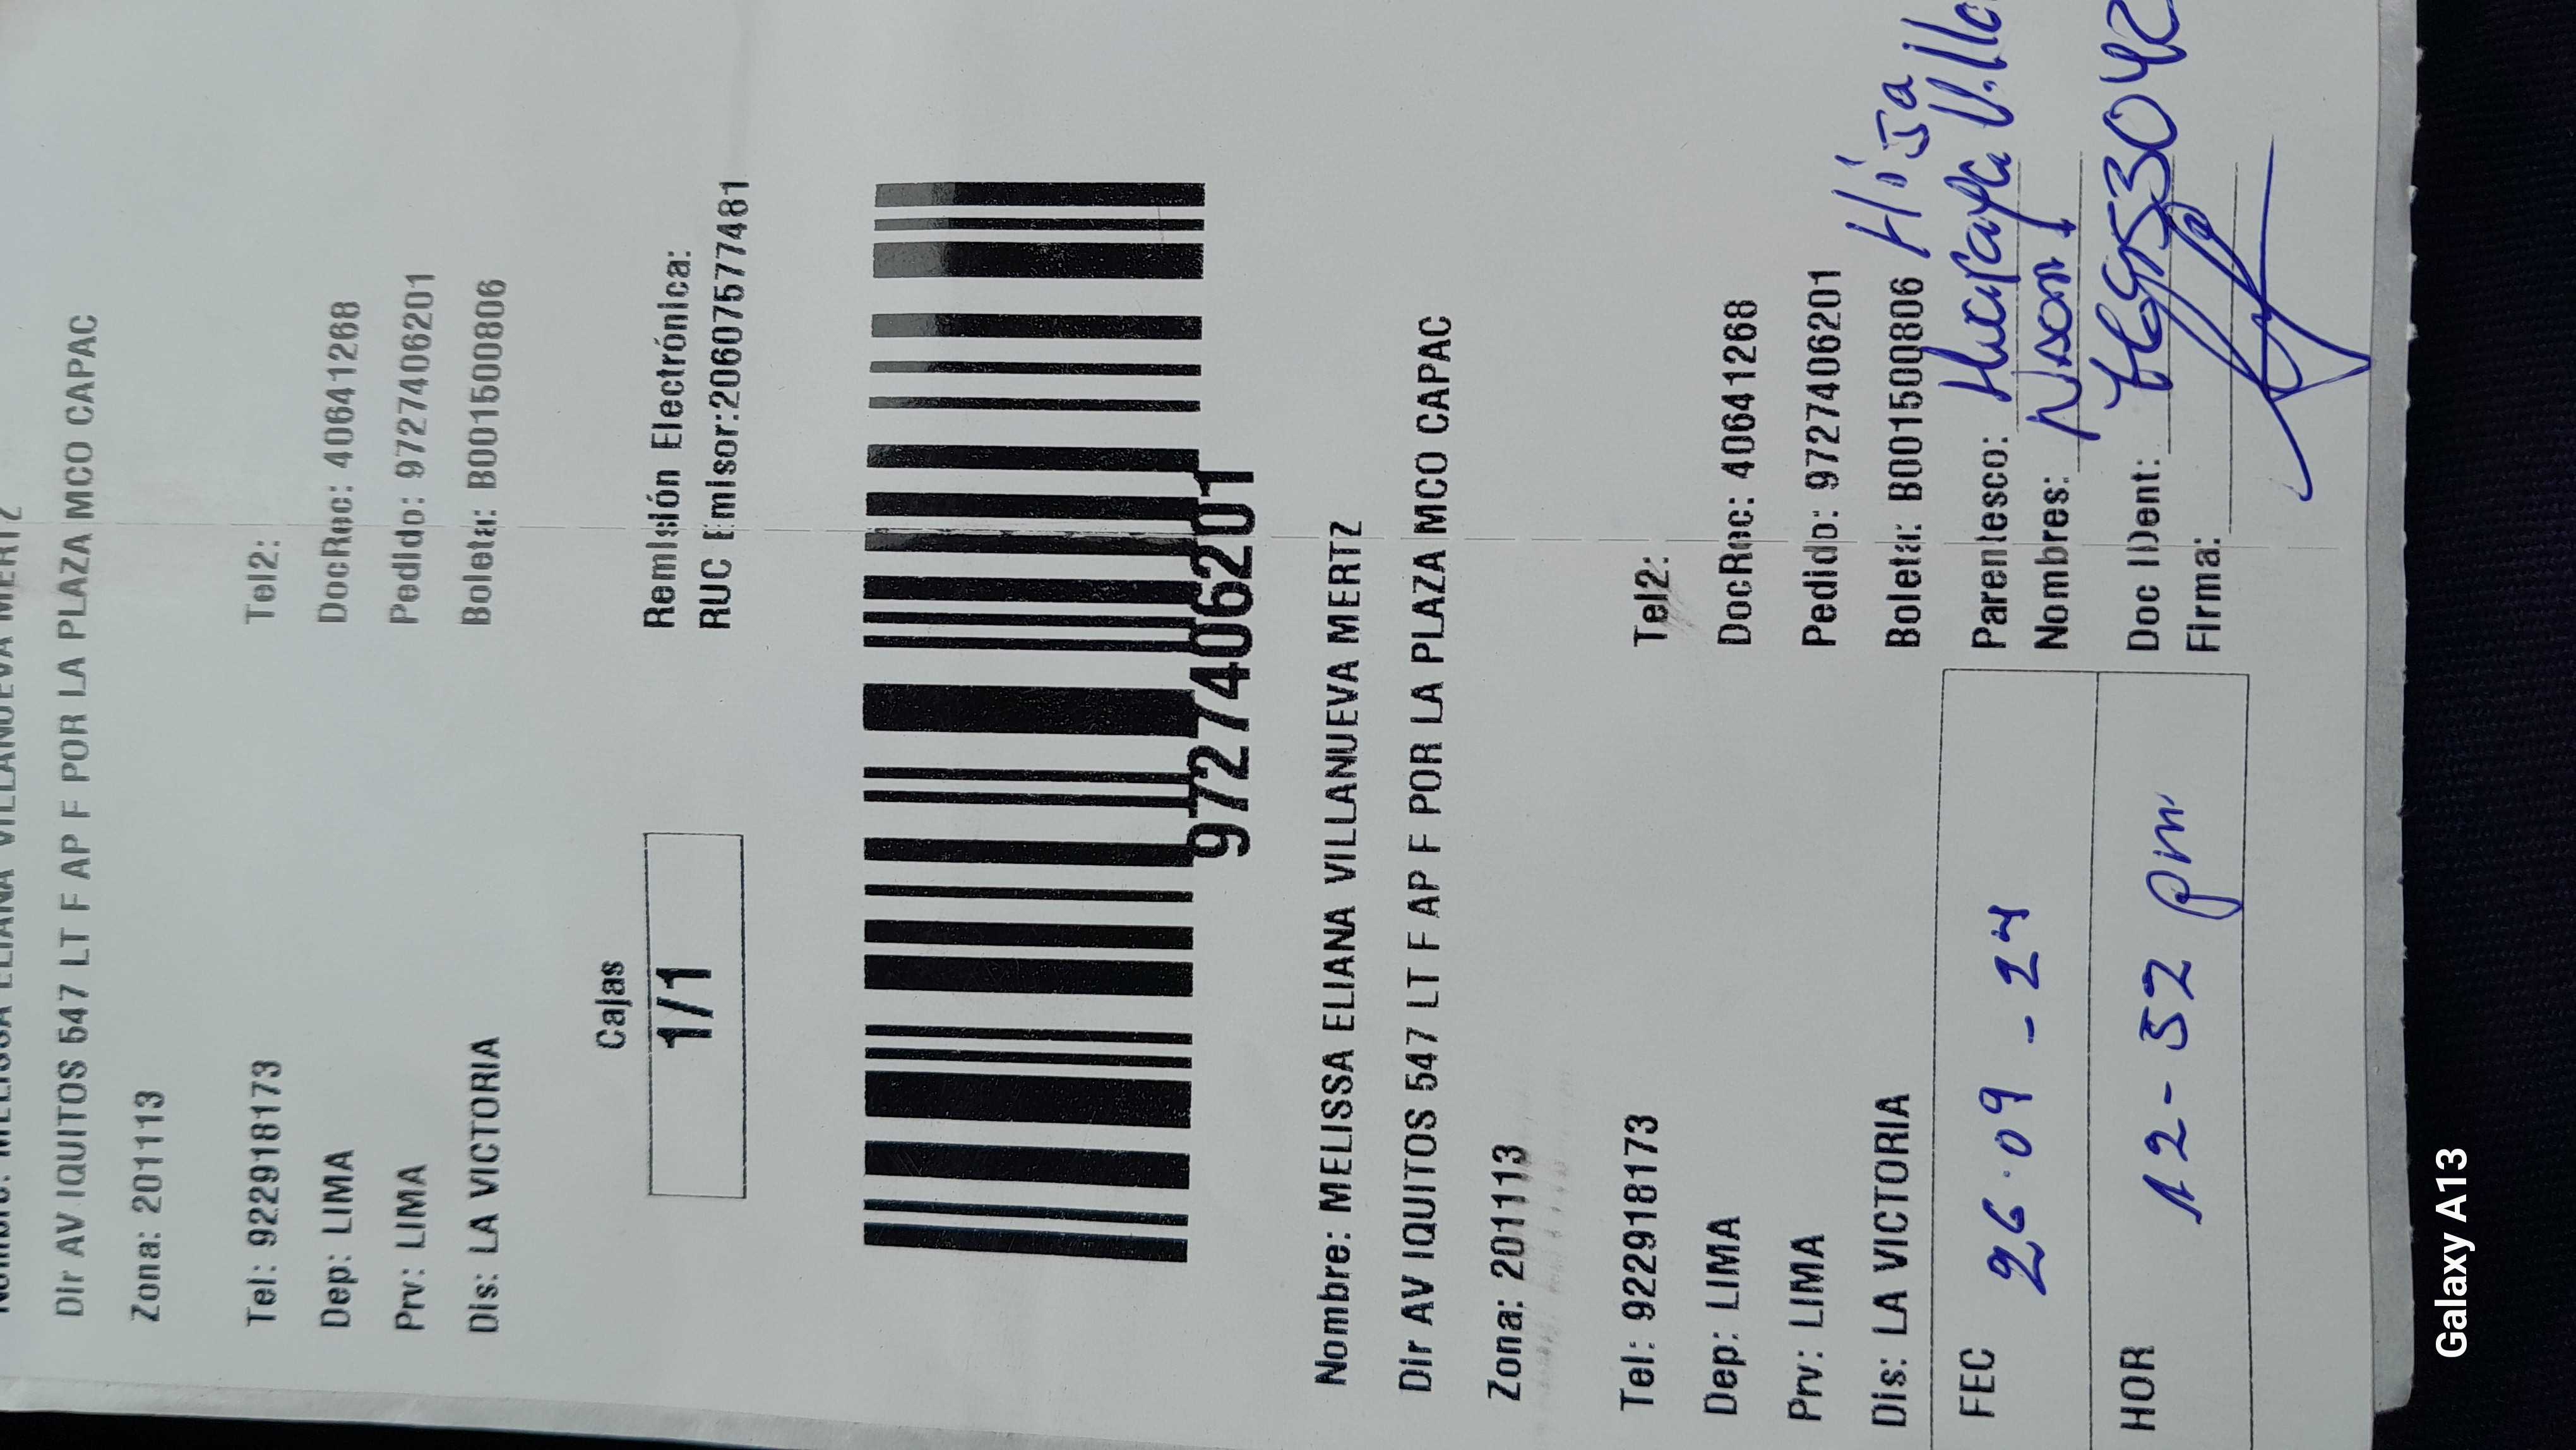 Dir AV IQUITOS 547 LT F AP F POR LA PLAZA MCO CAPAC
Zona: 201113
Tel: 922918173 Tel2:
Dep: LIMA DocRec: 40641268
Prv: LIMA Pedido: 9727406201
Dis: LA VICTORIA Boleta: B001500806
Cajas
1/1
Remisión Electrónica:
RUC Emisor:20607577481
9727406201
Nombre: MELISSA ELIANA VILLANUEVA MERTZ
Dir AV IQUITOS 547 LT F AP F POR LA PLAZA MCO CAPAC
Zona: 201113
Tel: 922918173 Tel2:
Dep: LIMA DocRec: 40641268
Prv: LIMA Pedido: 9727406201
Dis: LA VICTORIA Boleta: B001500806
FEC 26.09-24
HOR 12-52 pm
Parentesco: Hija
Nombres:
Doc IDent:
Firma:
Galaxy A13